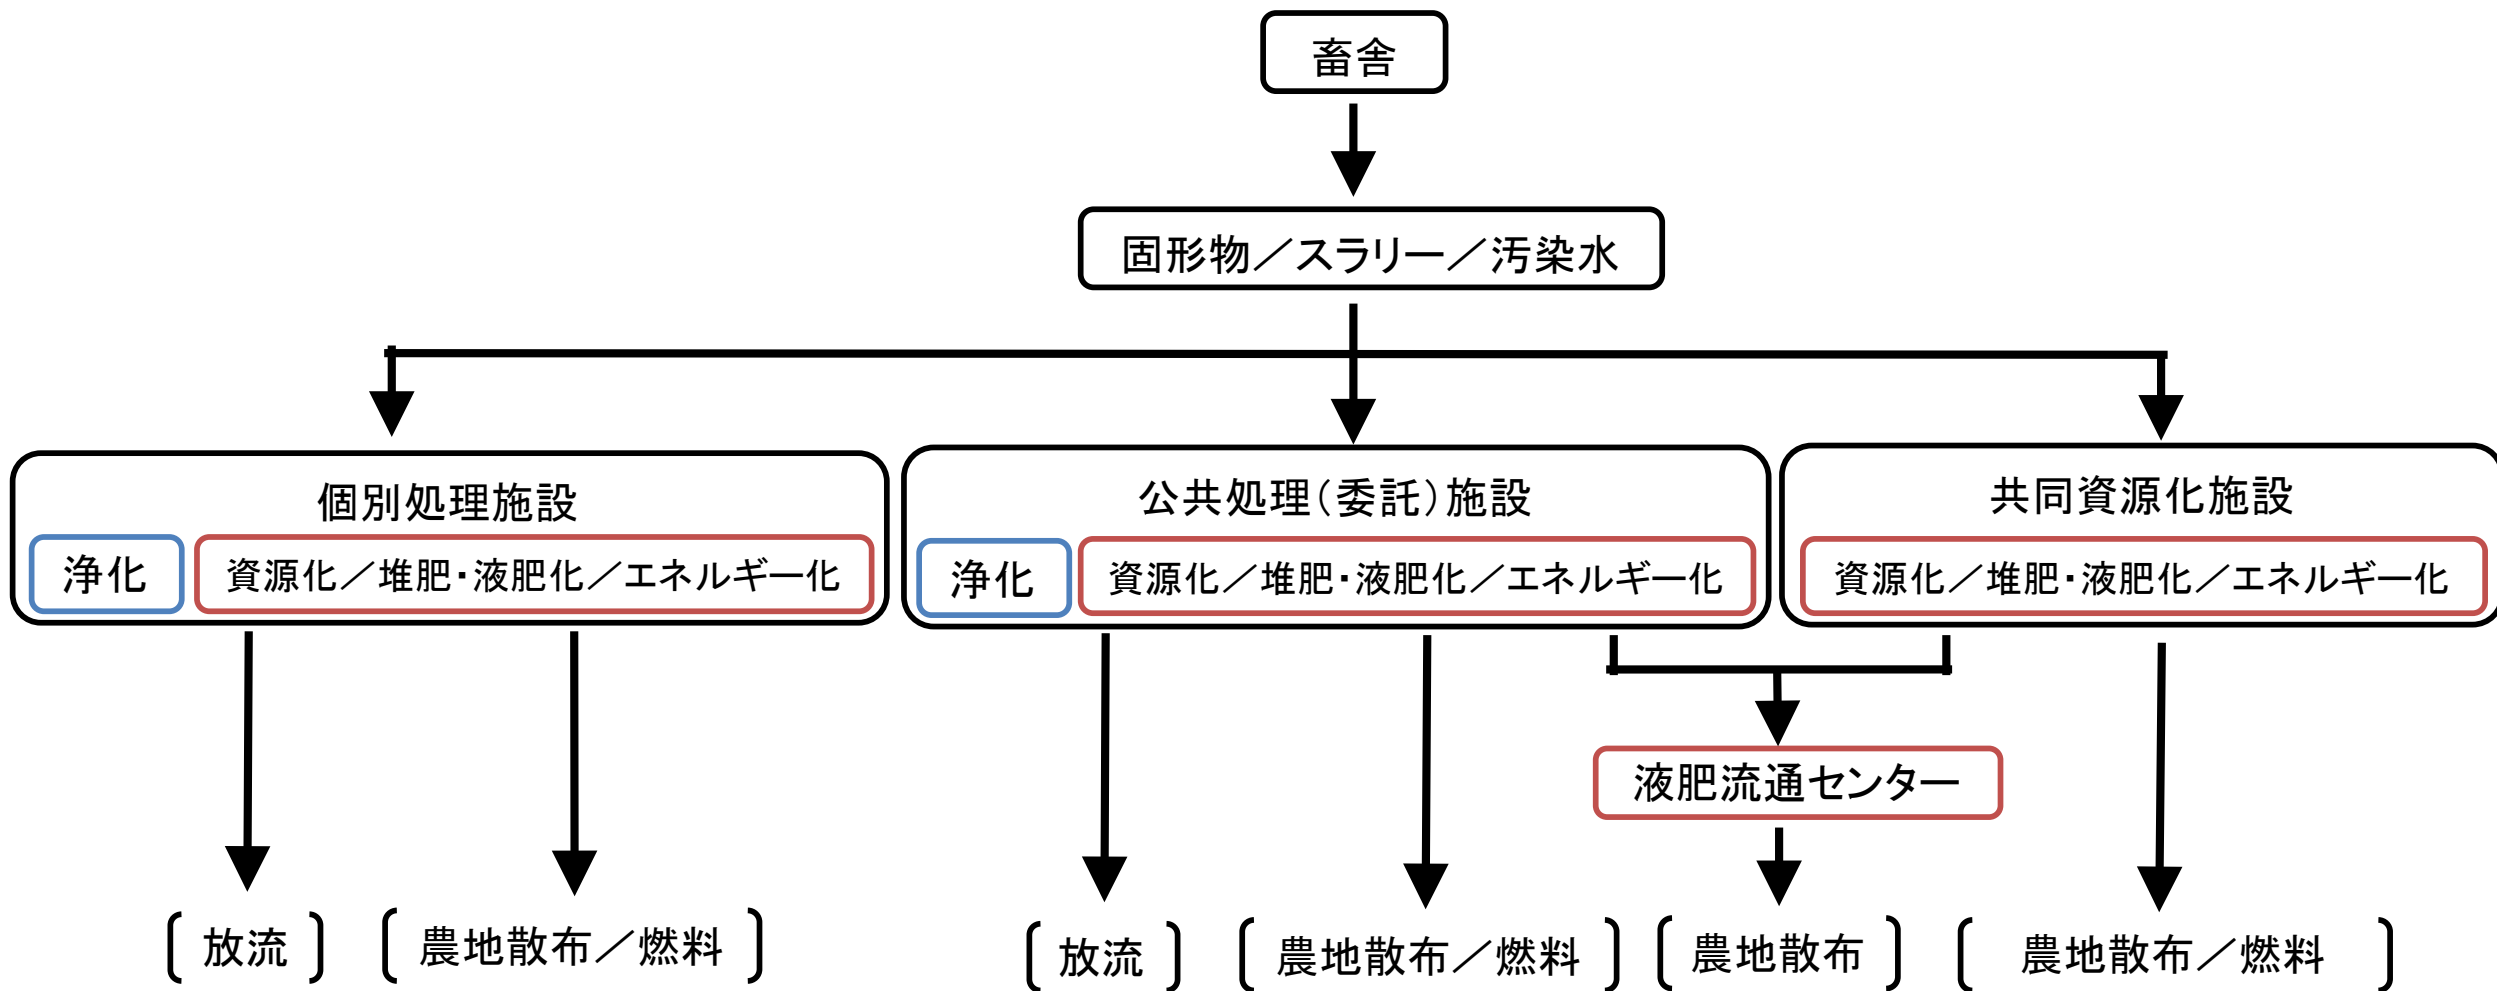 畜舎
固形物／スラリー／汚染水
個別処理施設
浄化
資源化／堆肥・液肥化／エネルギー化
公共処理（委託）施設
浄化
資源化／堆肥・液肥化／エネルギー化
共同資源化施設
資源化／堆肥・液肥化／エネルギー化
液肥流通センター
放流
農地散布／燃料
放流
農地散布／燃料
農地散布
農地散布／燃料